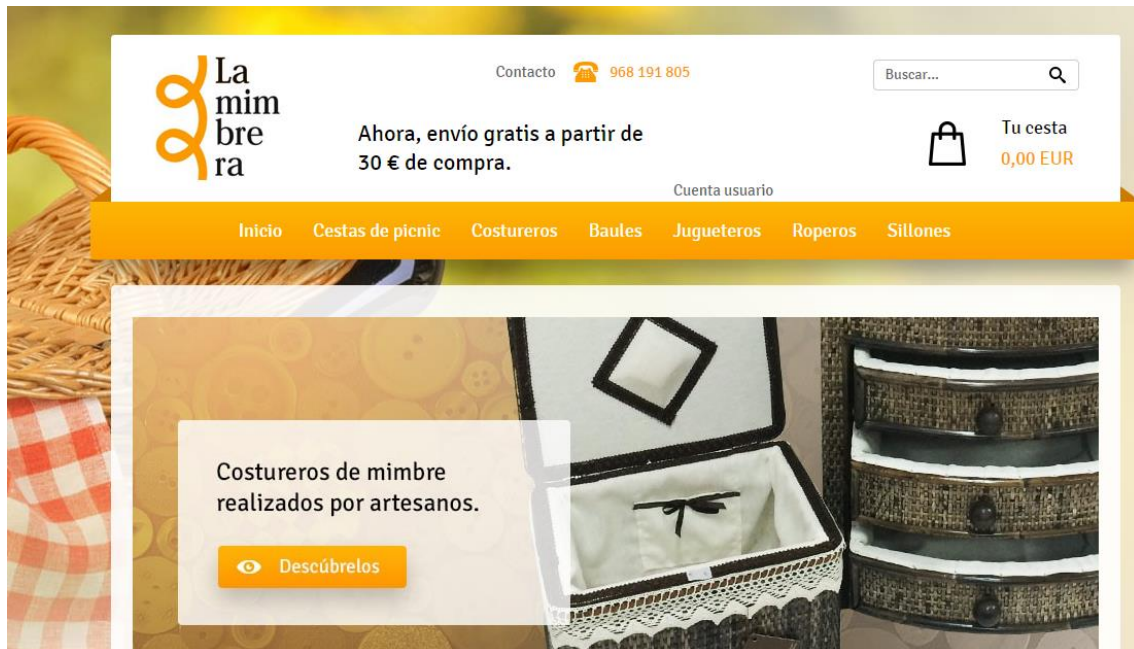 La
mim
bre
ra
Contacto 968 191 805
Buscar...
Ahora, envío gratis a partir de
30 € de compra.
Tu cesta
0,00 EUR
Cuenta usuario
Inicio Cestas de picnic Costureros Baules Jugueteros Roperos Sillones
Costureros de mimbre
realizados por artesanos.
Descúbrelos